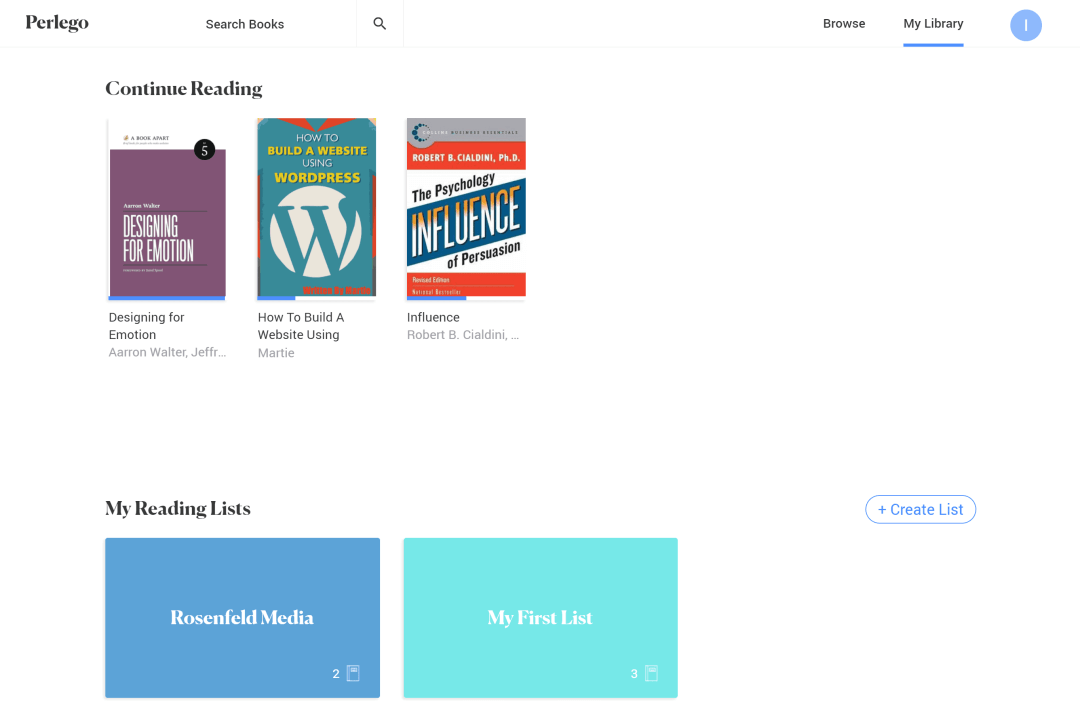 Perlego
Search Books
Browse
My Library
I
Continue Reading
A BOOK APART
5
Aarron Walter
DESIGNING
FOR EMOTION
HOW TO
BUILD A WEBSITE
USING
WORDPRESS
COLLINS BUSINESS ESSENTIALS
ROBERT B. CIALDINI, Ph.D.
The Psychology
INFLUENCE
of Persuasion
Revised Edition
National Bestseller
Designing for
Emotion
Aarron Walter, Jeffr...
How To Build A
Website Using
Martie
Influence
Robert B. Cialdini, ...
My Reading Lists
+ Create List
Rosenfeld Media
2
My First List
3